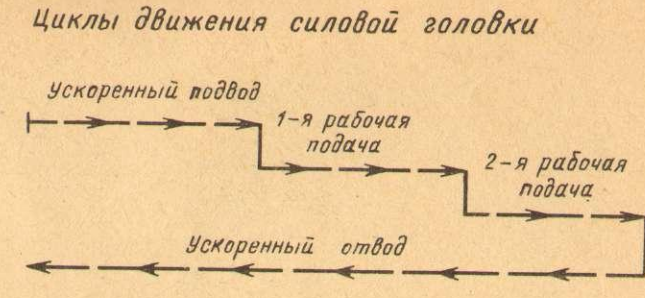 Циклы движения силовой головки
Ускоренный подвод
1-я рабочая
подача
2-я рабочая
подача
Ускоренный отвод